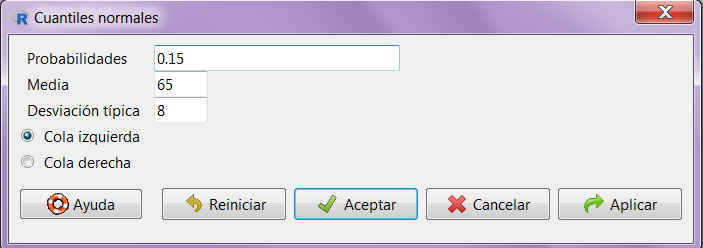 R Cuantiles normales
Probabilidades 0.15
Media 65
Desviación típica 8
Cola izquierda
Cola derecha
Ayuda Reiniciar Aceptar Cancelar Aplicar